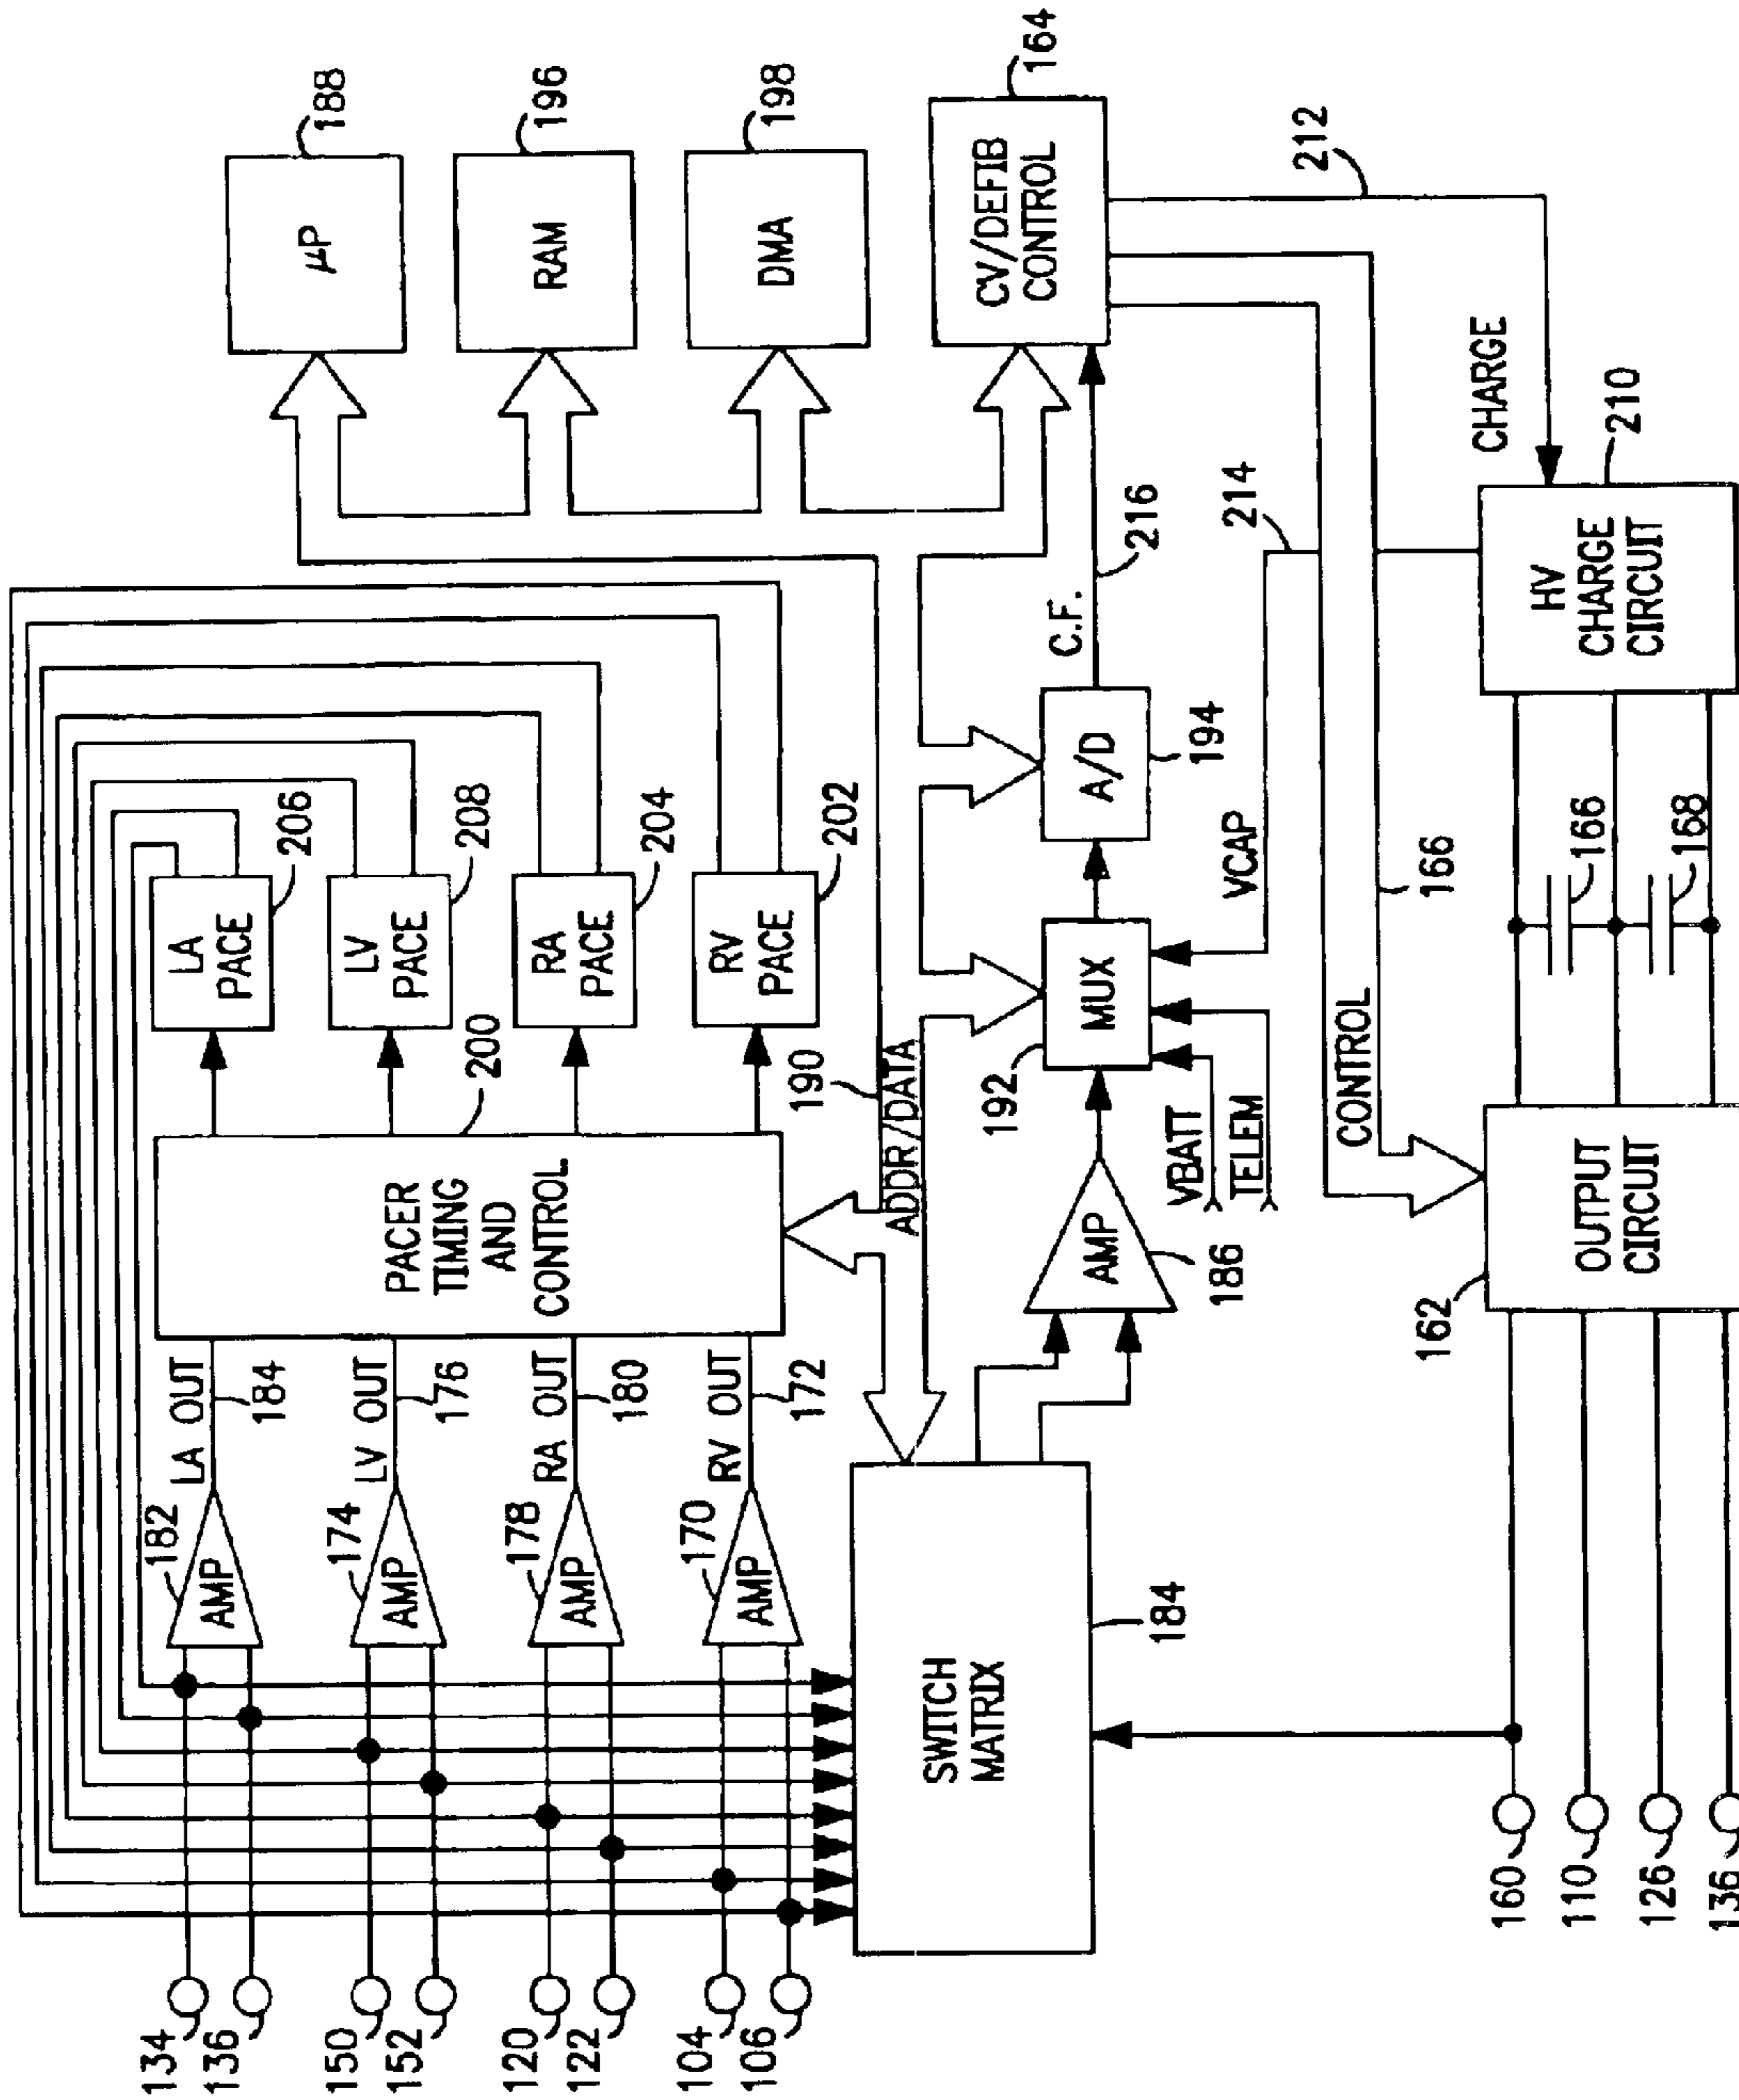 134
136
150
152
120
122
104
106
182
AMP
LA OUT
184
174
AMP
LV OUT
176
178
AMP
RA OUT
180
170
AMP
RV OUT
172
PACER
TIMING
AND
CONTROL
200
LA
PACE
206
LV
PACE
208
RA
PACE
204
RV
PACE
202
μP
188
RAM
196
DMA
198
190
ADDR/DATA
SWITCH
MATRIX
184
AMP
186
192
MUX
VBATT
TELEM
A/D
194
C.F.
216
CV/DEFIB
CONTROL
164
VCAP
214
212
CONTROL
166
CHARGE
160
110
126
136
162
OUTPUT
CIRCUIT
166
168
HV
CHARGE
CIRCUIT
210